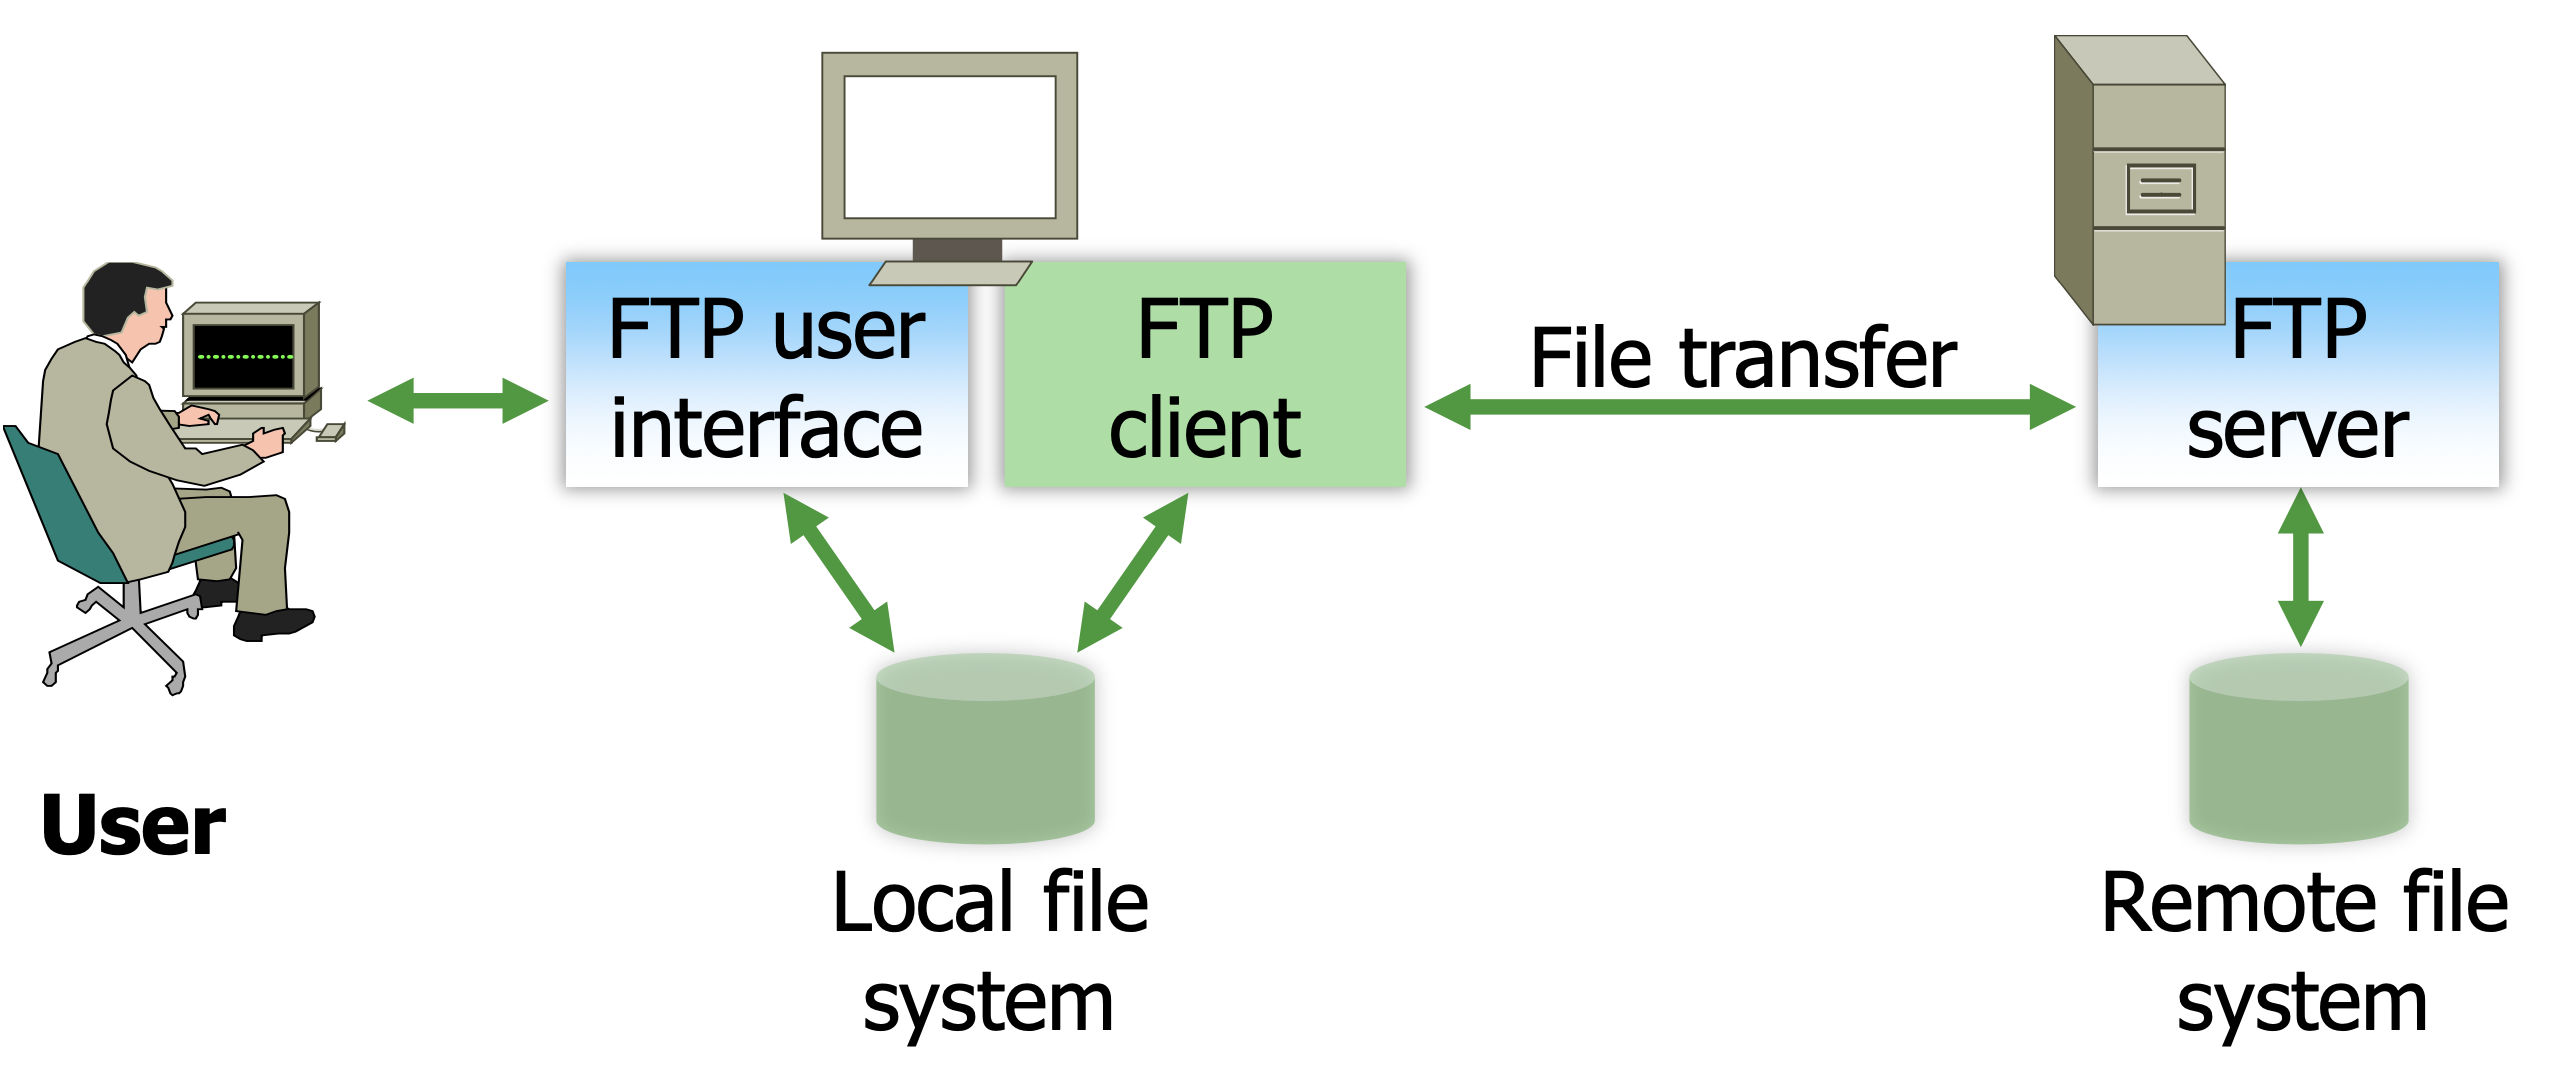 FTP user
interface
FTP
client
File transfer
FTP
server
User
Local file
system
Remote file
system